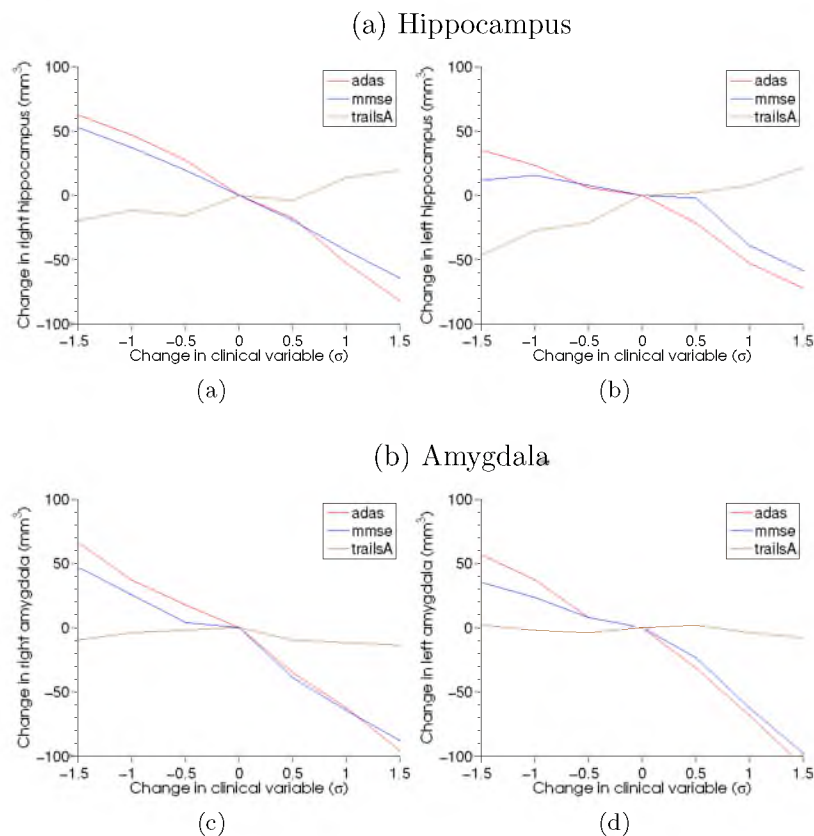 (a) Hippocampus
Change in right hippocampus (mm³)
100
50
0
−50
−100
−1.5 −1 −0.5 0 0.5 1 1.5
Change in clinical variable (σ)
adas
mmse
trailsA
(a)
Change in left hippocampus (mm³)
100
50
0
−50
−100
−1.5 −1 −0.5 0 0.5 1 1.5
Change in clinical variable (σ)
adas
mmse
trailsA
(b)
(b) Amygdala
Change in right amygdala (mm³)
100
50
0
−50
−100
−1.5 −1 −0.5 0 0.5 1 1.5
Change in clinical variable (σ)
adas
mmse
trailsA
(c)
Change in left amygdala (mm³)
100
50
0
−50
−100
−1.5 −1 −0.5 0 0.5 1 1.5
Change in clinical variable (σ)
adas
mmse
trailsA
(d)